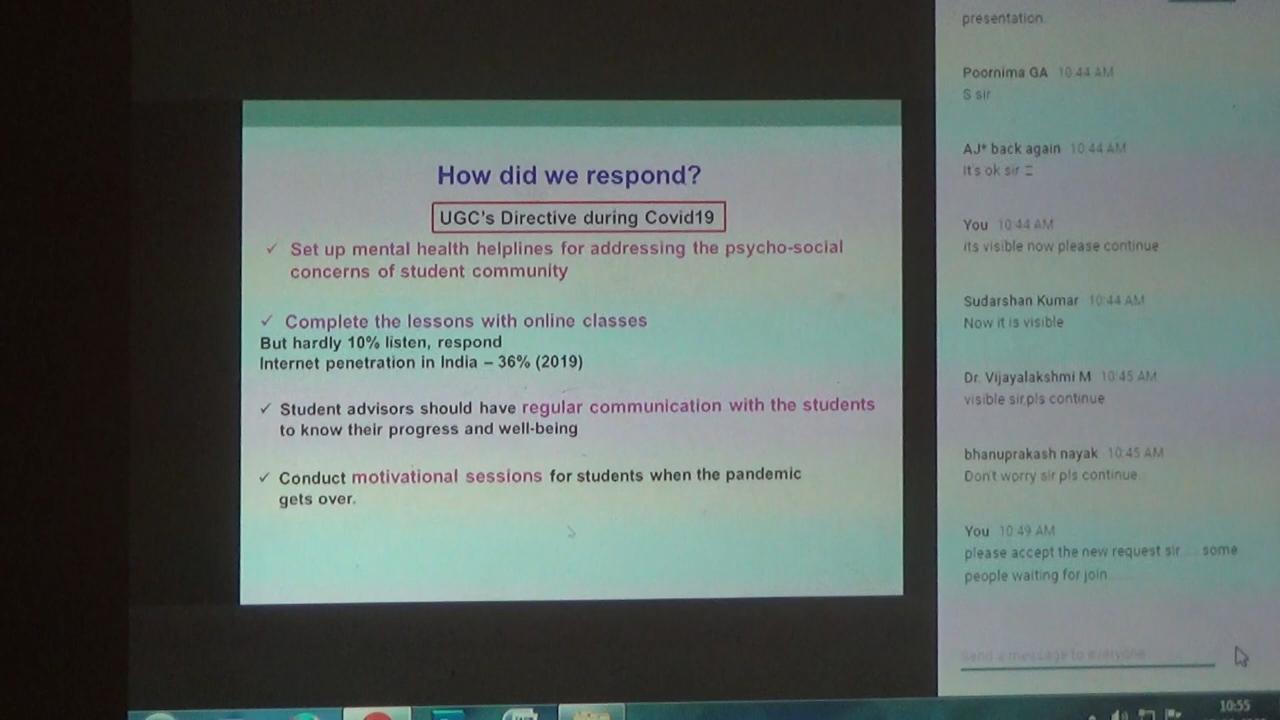 How did we respond?
UGC's Directive during Covid19
✓ Set up mental health helplines for addressing the psycho-social
concerns of student community
✓ Complete the lessons with online classes
But hardly 10% listen, respond
Internet penetration in India – 36% (2019)
✓ Student advisors should have regular communication with the students
to know their progress and well-being
✓ Conduct motivational sessions for students when the pandemic
gets over.
presentation.
Poornima GA 10:44 AM
S sir
AJ* back again 10:44 AM
It's ok sir
You 10:44 AM
its visible now please continue
Sudarshan Kumar 10:44 AM
Now it is visible
Dr. Vijayalakshmi M 10:45 AM
visible sir,pls continue
bhanuprakash nayak 10:45 AM
Don't worry sir pls continue
You 10:49 AM
please accept the new request sir.... some
people waiting for join......
Send a message to everyone
10:55